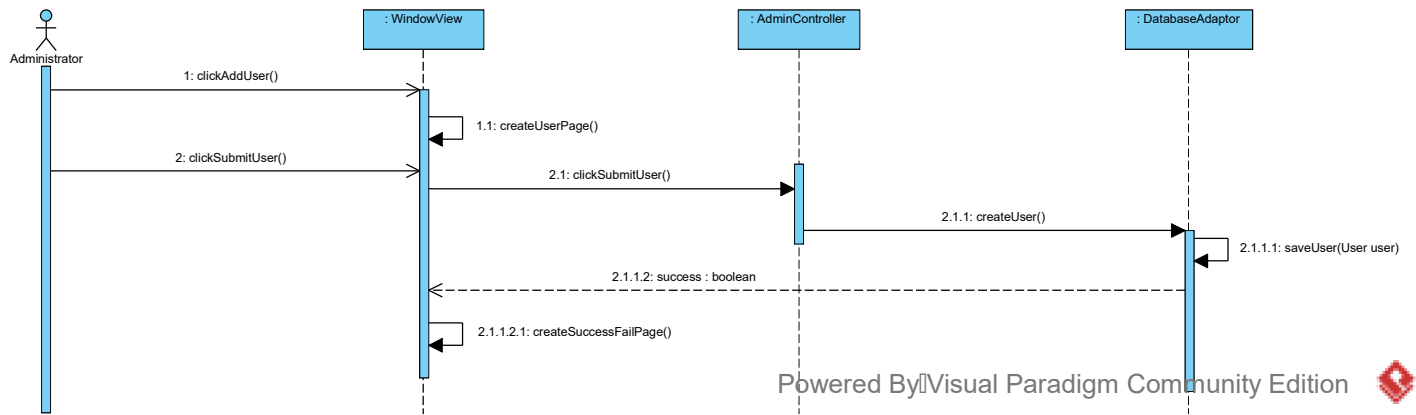 : WindowView
: AdminController
: DatabaseAdaptor
Administrator
1: clickAddUser()
1.1: createUserPage()
2: clickSubmitUser()
2.1: clickSubmitUser()
2.1.1: createUser()
2.1.1.1: saveUser(User user)
2.1.1.2: success : boolean
2.1.1.2.1: createSuccessFailPage()
Powered By▯Visual Paradigm Community Edition